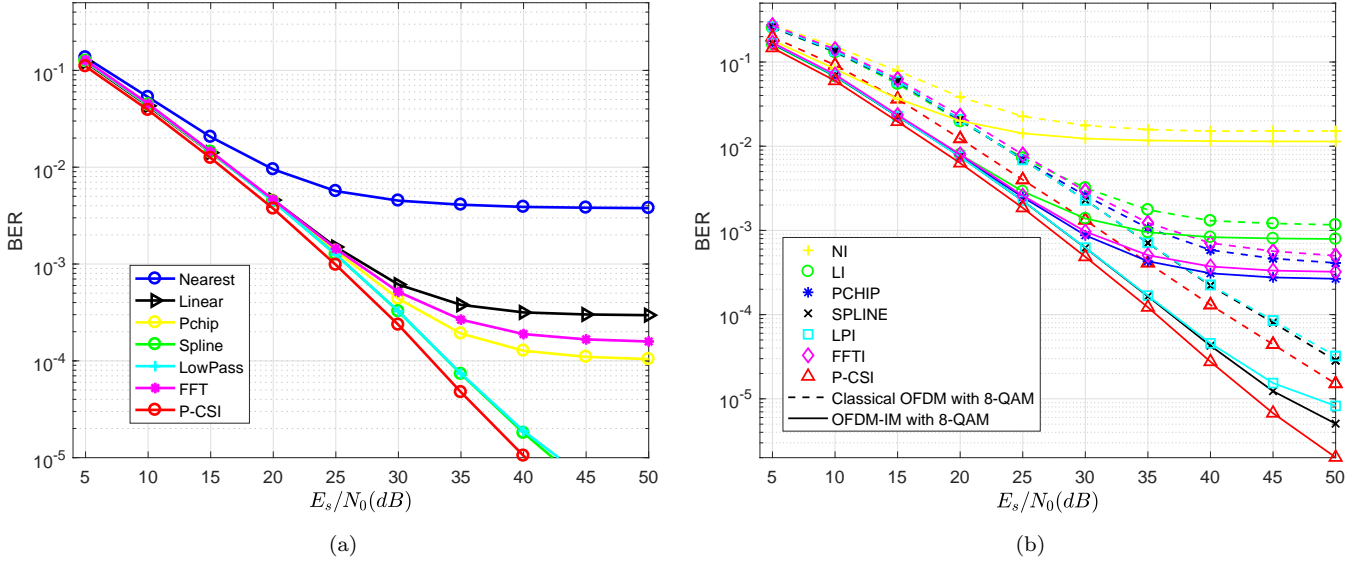 10^-1
10^-2
10^-3
10^-4
10^-5
BER
5 10 15 20 25 30 35 40 45 50
E_s/N_0(dB)
Nearest
Linear
Pchip
Spline
LowPass
FFT
P-CSI
(a)
10^-1
10^-2
10^-3
10^-4
10^-5
BER
5 10 15 20 25 30 35 40 45 50
E_s/N_0(dB)
NI
LI
PCHIP
SPLINE
LPI
FFTI
P-CSI
Classical OFDM with 8-QAM
OFDM-IM with 8-QAM
(b)